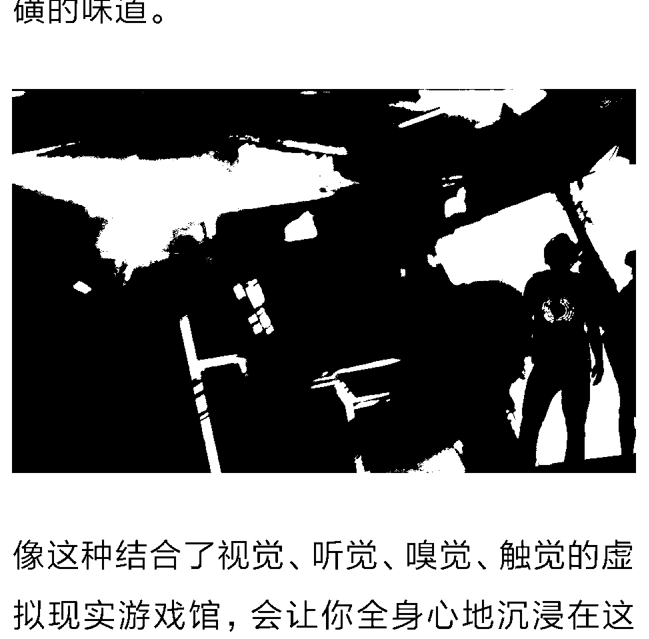 磺的味道。
像这种结合了视觉、听觉、嗅觉、触觉的虚
拟现实游戏馆，会让你全身心地沉浸在这